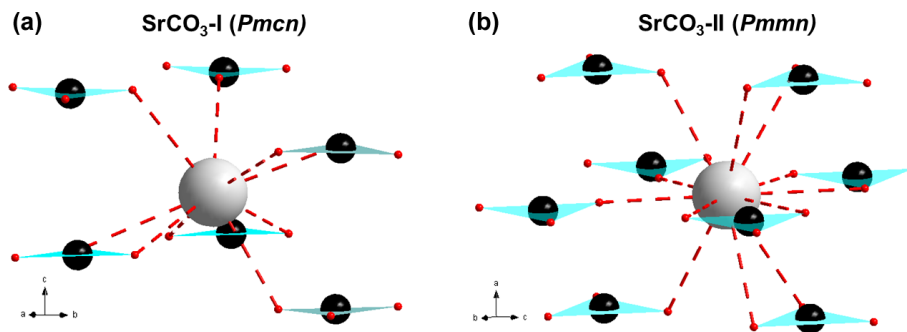 (a) SrCO₃-I (Pmcn)
(b) SrCO₃-II (Pmmn)
c
a b
a
b c